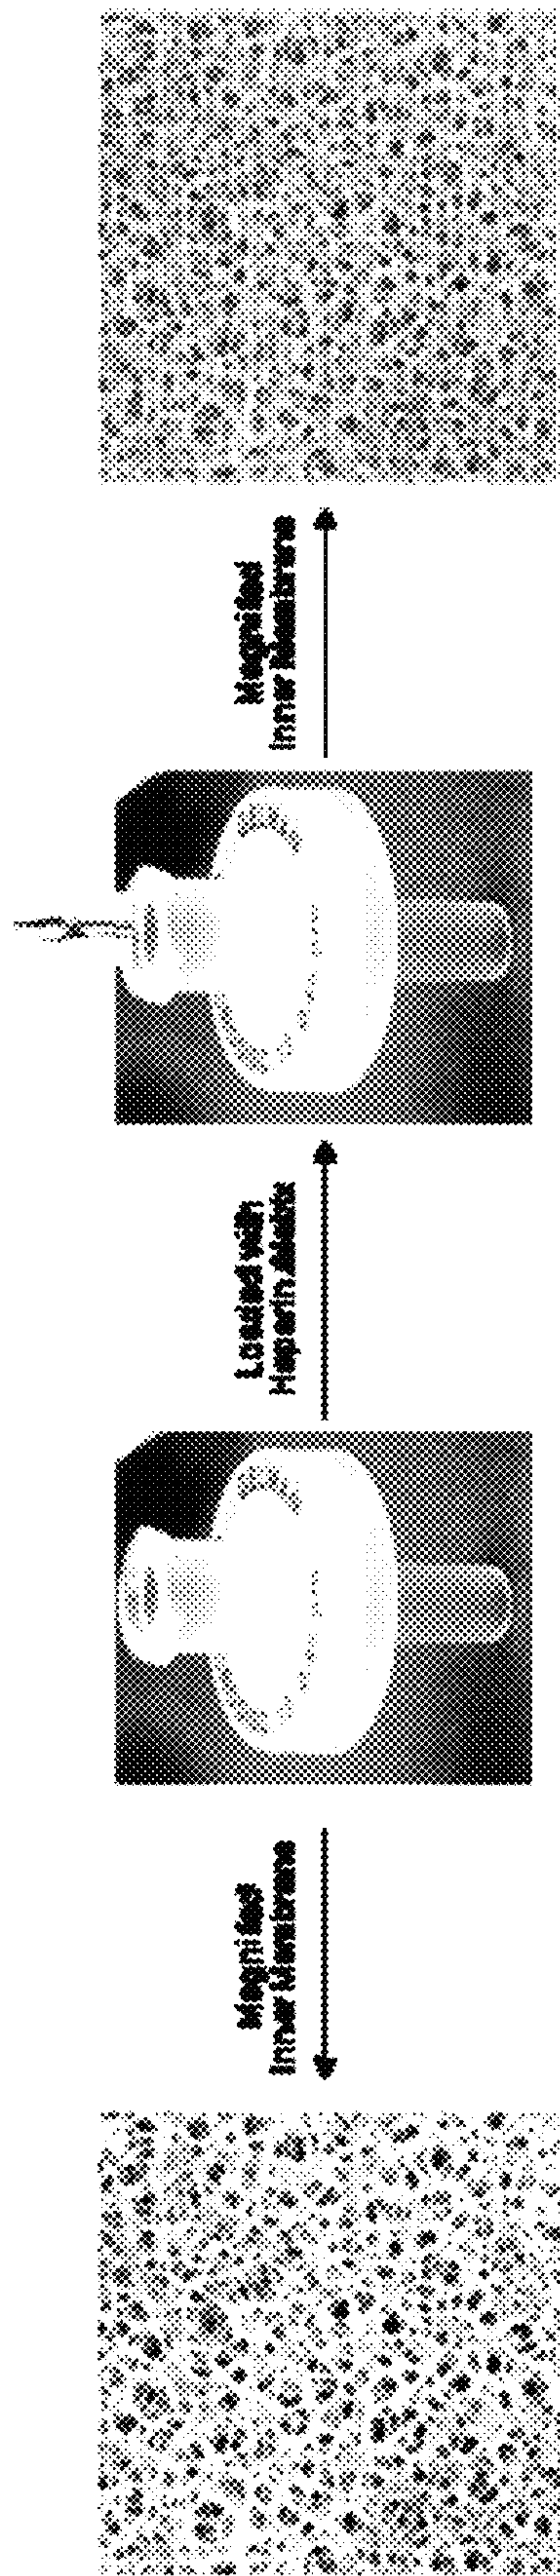 Magnified
Inner Membrane
Loaded with
Heparin Matrix
Magnified
Inner Membrane